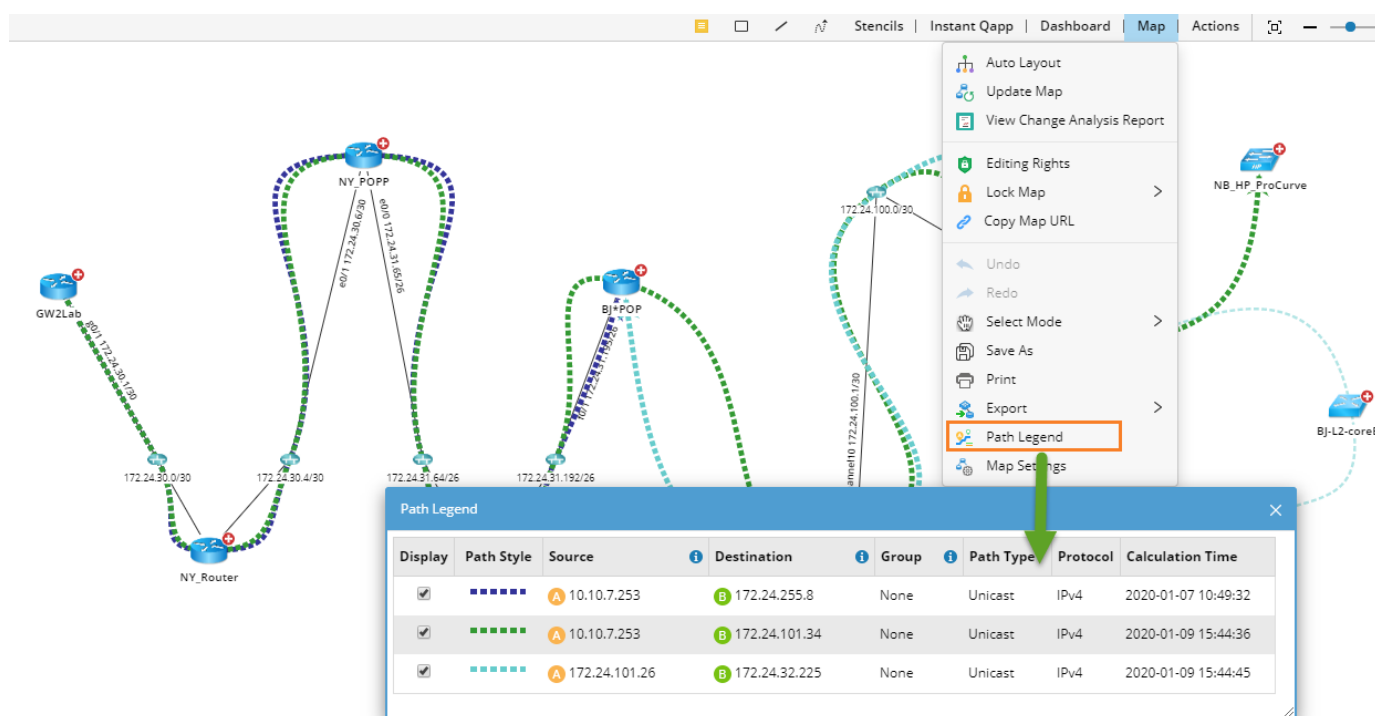 Stencils | Instant Qapp | Dashboard | Map | Actions
Auto Layout
Update Map
View Change Analysis Report
Editing Rights
Lock Map
Copy Map URL
Undo
Redo
Select Mode
Save As
Print
Export
Path Legend
Map Settings
NY_POPP
e0/1 172.24.30.6/30
e0/0 172.24.31.65/26
GW2Lab
g0/1 172.24.30.1/30
BJ*POP
172.24.100.0/30
NB_HP_ProCurve
HP
172.24.100.1/30
BJ-L2-core
172.24.30.0/30
172.24.30.4/30
172.24.31.64/26
172.24.31.192/26
NY_Router
Path Legend
Display Path Style Source Destination Group Path Type Protocol Calculation Time
A 10.10.7.253 B 172.24.255.8 None Unicast IPv4 2020-01-07 10:49:32
A 10.10.7.253 B 172.24.101.34 None Unicast IPv4 2020-01-09 15:44:36
A 172.24.101.26 B 172.24.32.225 None Unicast IPv4 2020-01-09 15:44:45